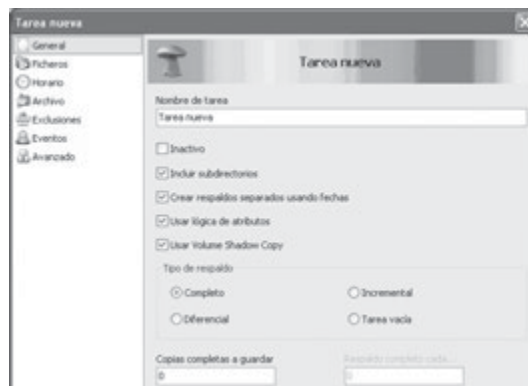 Tarea nueva
General
Ficheros
Horario
Archivo
Exclusiones
Eventos
Avanzado
Tarea nueva
Nombre de tarea
Tarea nueva
Inactivo
Incluir subdirectorios
Crear respaldos separados usando fechas
Usar lógica de atributos
Usar Volume Shadow Copy
Tipo de respaldo
Completo
Incremental
Diferencial
Tarea vacía
Copias completas a guardar
Respaldo completo cada...
0
0